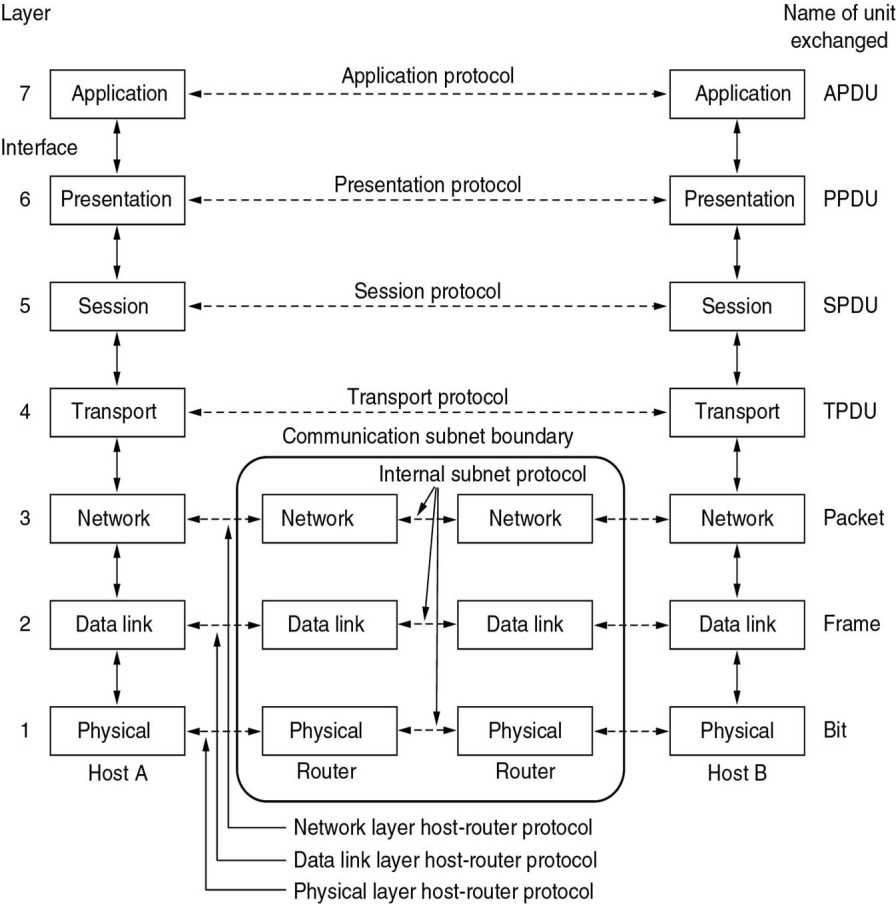 Layer
Name of unit
exchanged
7 Application Application protocol Application APDU
Interface
6 Presentation Presentation protocol Presentation PPDU
5 Session Session protocol Session SPDU
4 Transport Transport protocol Transport TPDU
Communication subnet boundary
Internal subnet protocol
3 Network Network Network Network Packet
2 Data link Data link Data link Data link Frame
1 Physical Physical Physical Physical Bit
Host A Router Router Host B
Network layer host-router protocol
Data link layer host-router protocol
Physical layer host-router protocol